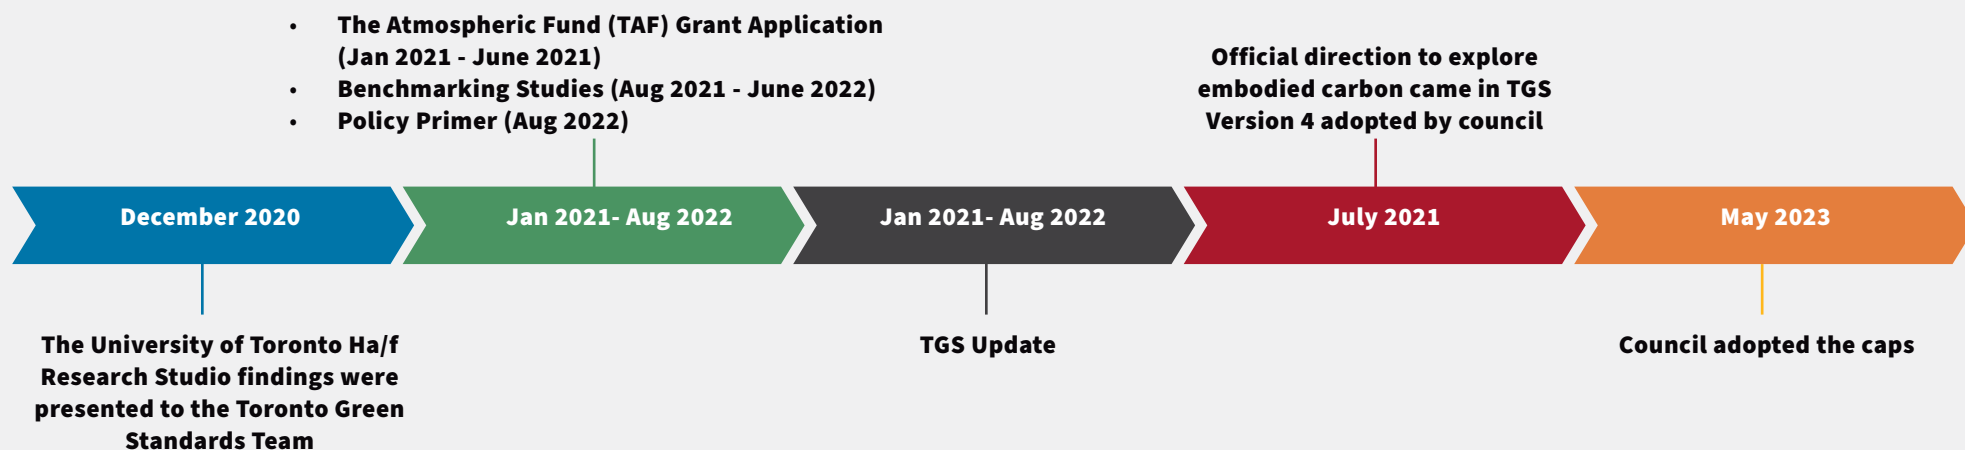 • The Atmospheric Fund (TAF) Grant Application
(Jan 2021 - June 2021)
• Benchmarking Studies (Aug 2021 - June 2022)
• Policy Primer (Aug 2022)
Official direction to explore
embodied carbon came in TGS
Version 4 adopted by council
December 2020
Jan 2021- Aug 2022
Jan 2021- Aug 2022
July 2021
May 2023
The University of Toronto Ha/f
Research Studio findings were
presented to the Toronto Green
Standards Team
TGS Update
Council adopted the caps